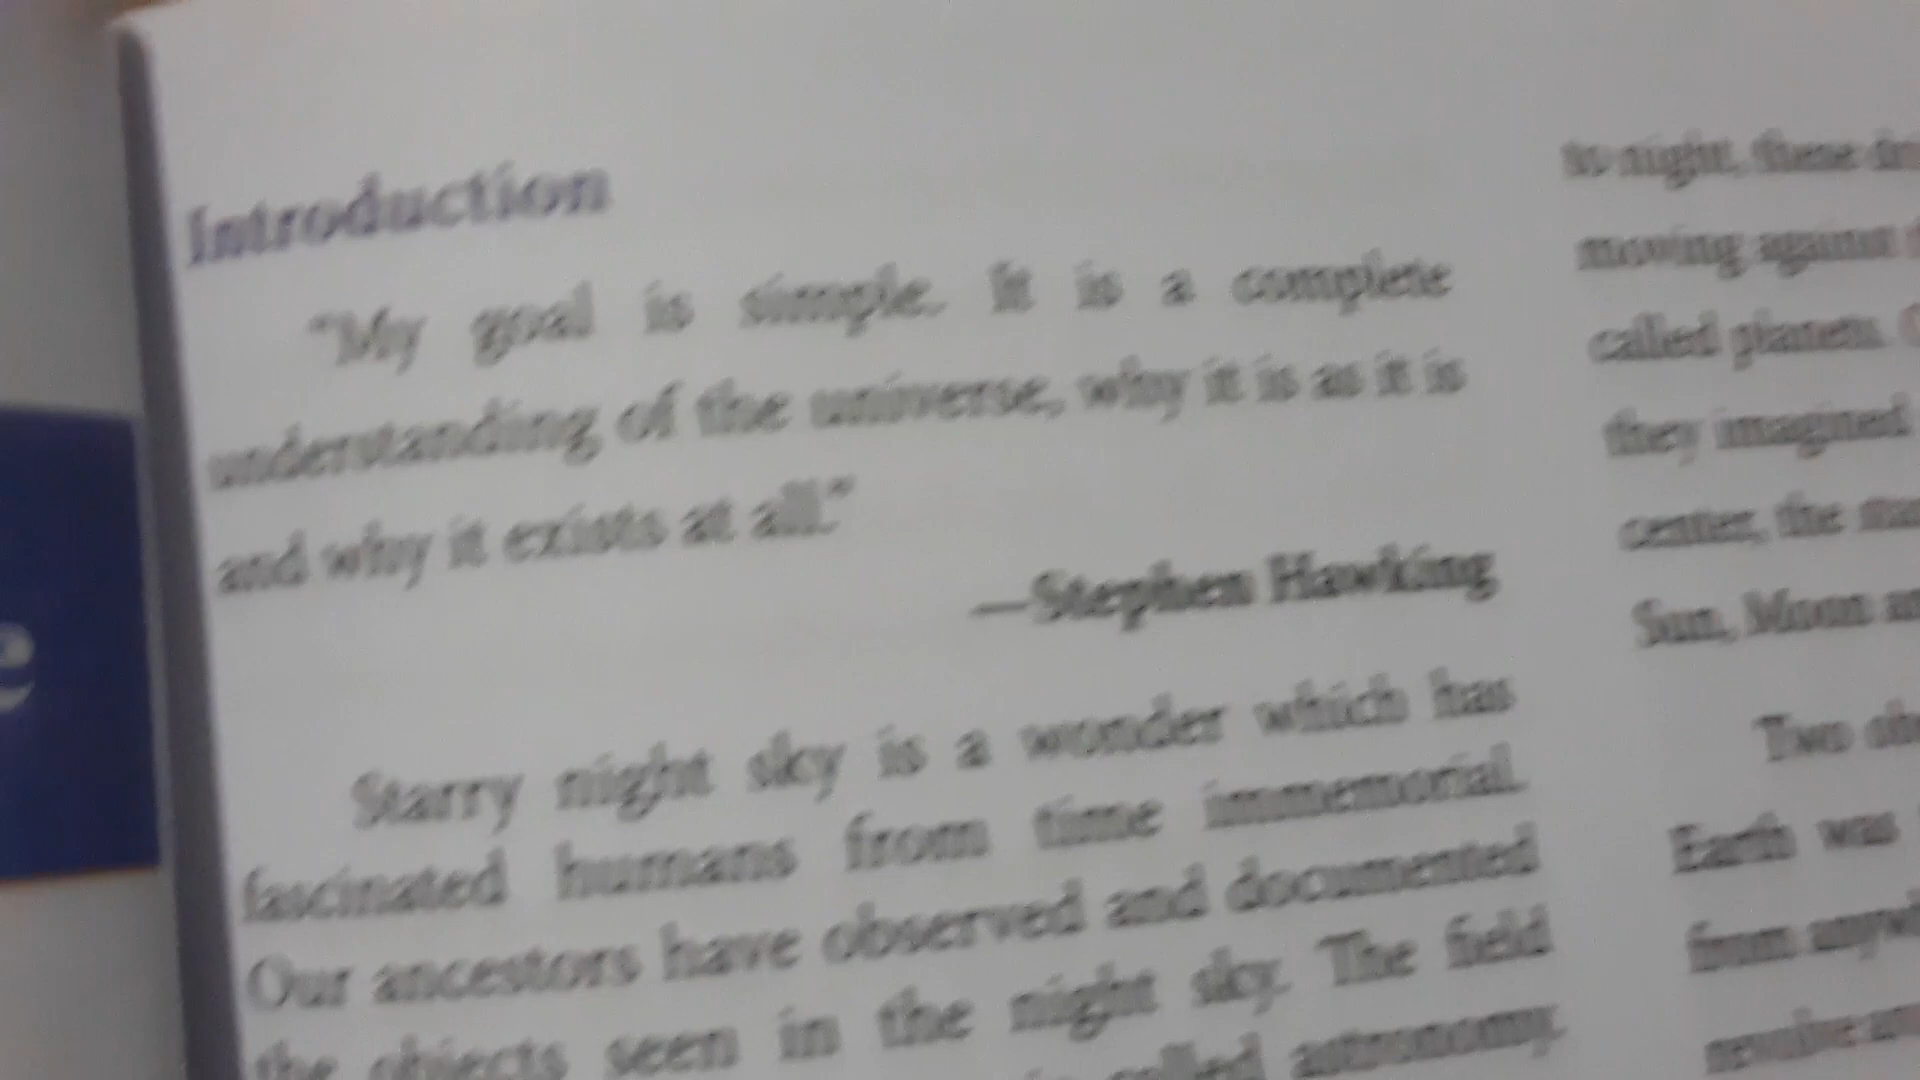 Introduction
“My goal is simple. It is a complete
understanding of the universe, why it is as it is
and why it exists at all.”
—Stephen Hawking
Starry night sky is a wonder which has
fascinated humans from time immemorial.
Our ancestors have observed and documented
the objects seen in the night sky. The field
called astronomy.
to night, these
moving against
called planets.
they imagined
center, the
Sun, Moon
Two
Earth was
from